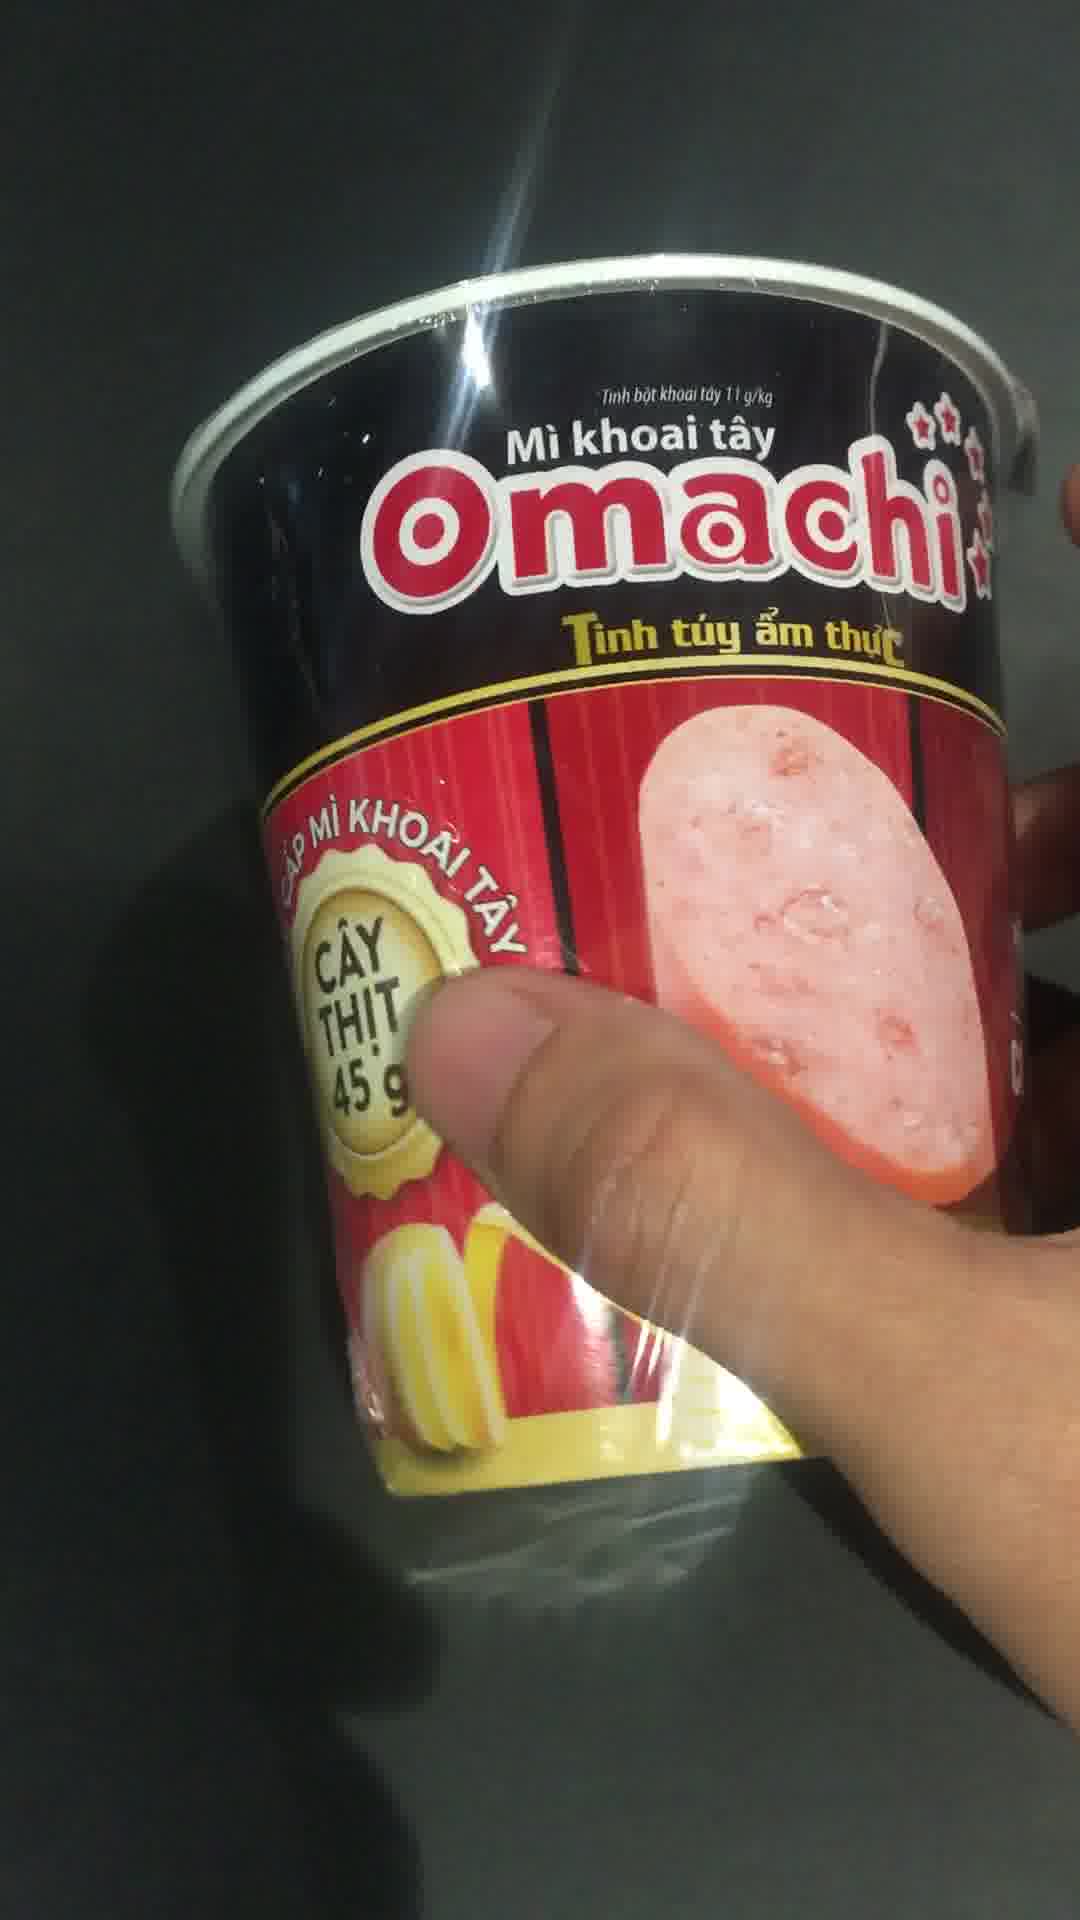 Tinh bột khoai tây 11 g/kg
Mì khoai tây
Omachi
Tinh túy ẩm thực
CÁP MÌ KHOAI TÂY
CÂY
THỊT
45 g